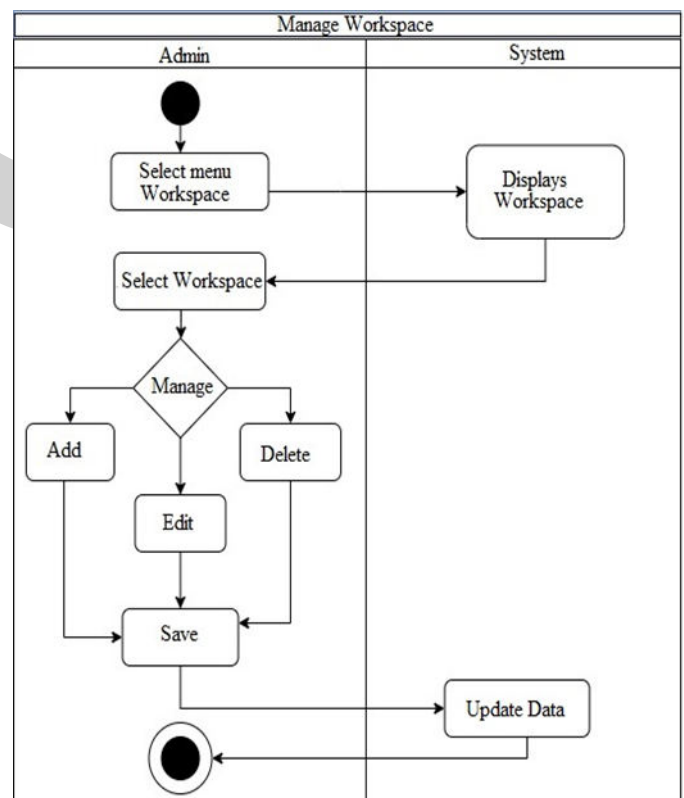 Manage Workspace
Admin
System
Select menu
Workspace
Displays
Workspace
Select Workspace
Manage
Add
Delete
Edit
Save
Update Data